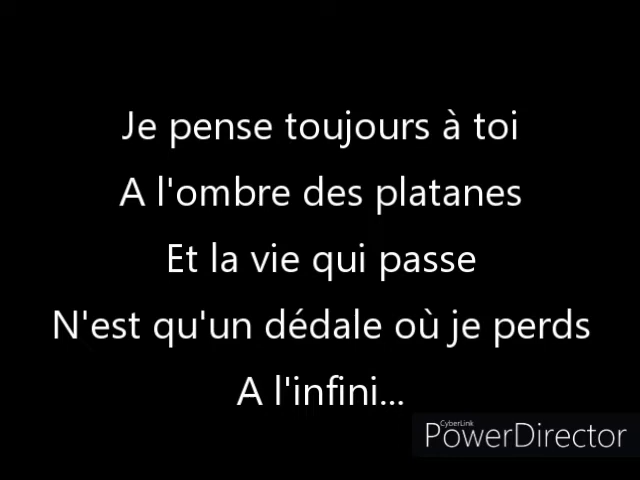 Je pense toujours à toi
A l'ombre des platanes
Et la vie qui passe
N'est qu'un dédale où je perds
A l'infini...
CyberLink
PowerDirector